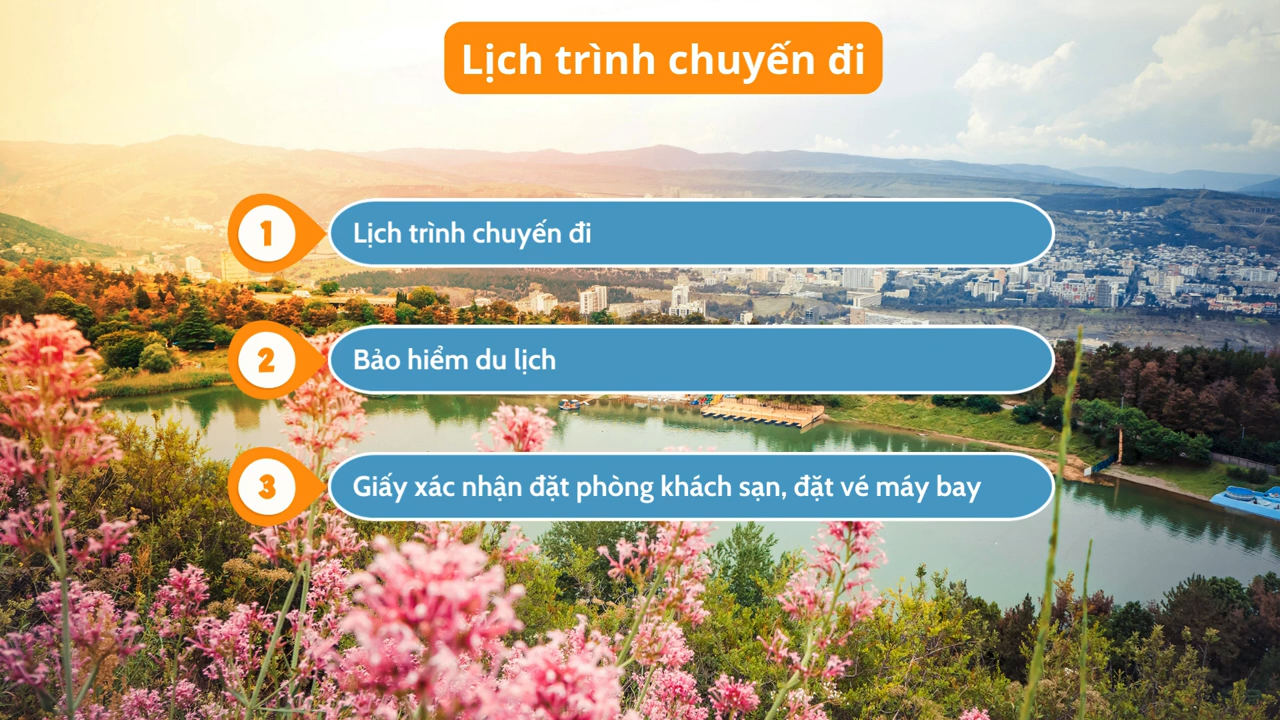 Lịch trình chuyến đi
1
Lịch trình chuyến đi
2
Bảo hiểm du lịch
3
Giấy xác nhận đặt phòng khách sạn, đặt vé máy bay